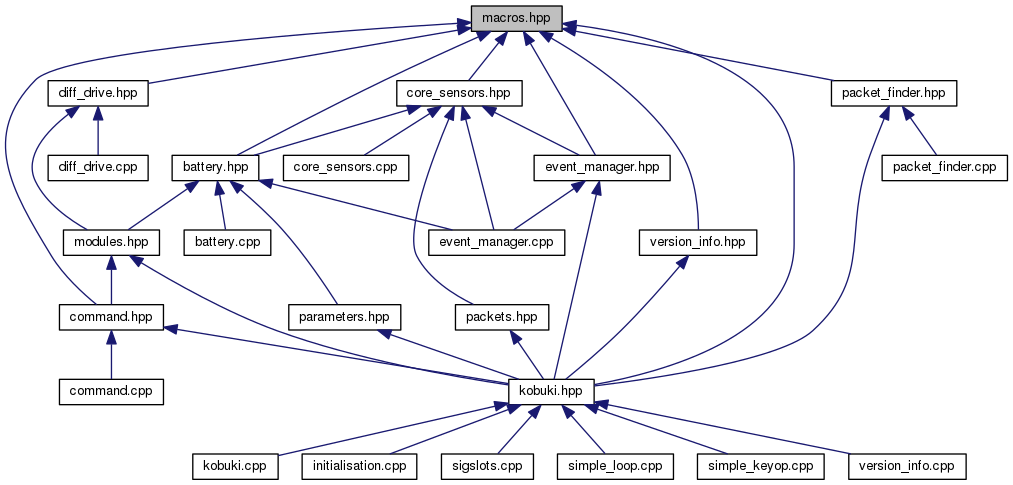 macros.hpp
diff_drive.hpp
core_sensors.hpp
packet_finder.hpp
diff_drive.cpp
battery.hpp
core_sensors.cpp
event_manager.hpp
packet_finder.cpp
modules.hpp
battery.cpp
event_manager.cpp
version_info.hpp
command.hpp
parameters.hpp
packets.hpp
command.cpp
kobuki.hpp
kobuki.cpp
initialisation.cpp
sigslots.cpp
simple_loop.cpp
simple_keyop.cpp
version_info.cpp